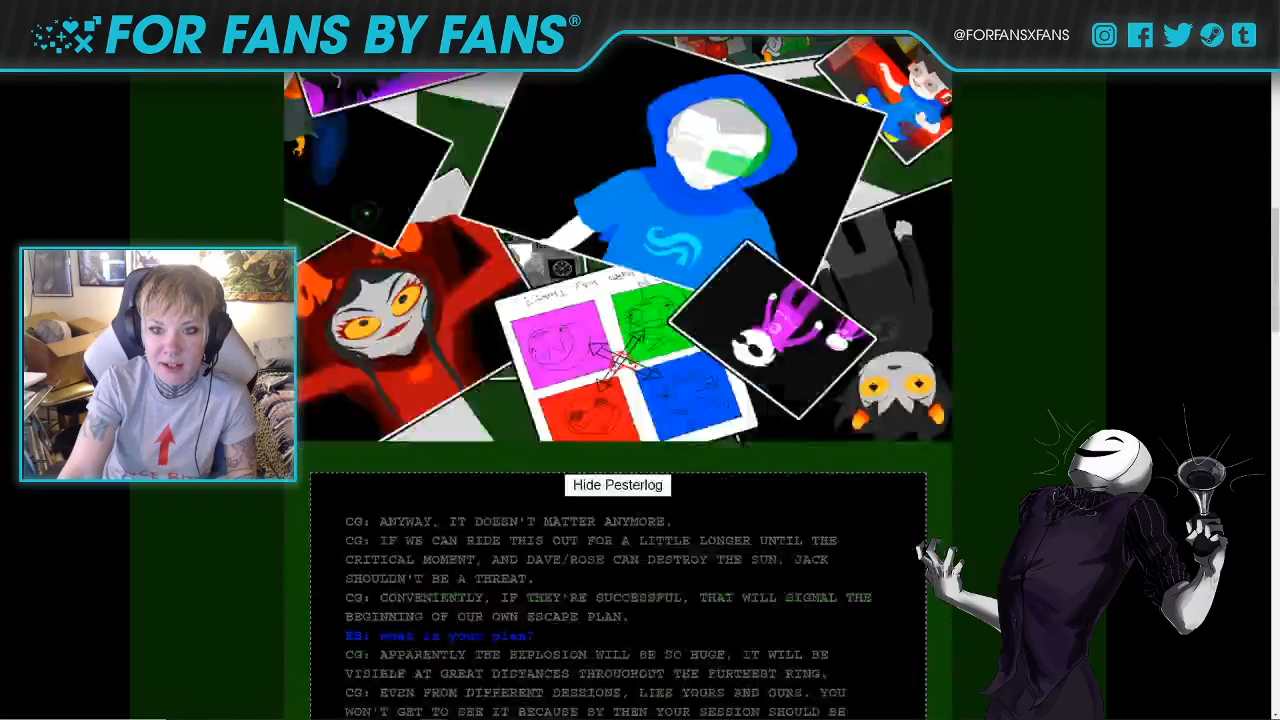 FOR FANS BY FANS®
@FORFANSXFANS
Hide Pesterlog
CG: ANYWAY, IT DOESN'T MATTER ANYMORE.
CG: IF WE CAN RIDE THIS OUT FOR A LITTLE LONGER UNTIL THE
CRITICAL MOMENT, AND DAVE/ROSE CAN DESTROY THE SUN, JACK
SHOULDN'T BE A THREAT.
CG: CONVENIENTLY, IF THEY'RE SUCCESSFUL, THAT WILL SIGNAL THE
BEGINNING OF OUR OWN ESCAPE PLAN.
EB: what is your plan?
CG: APPARENTLY THE EXPLOSION WILL BE SO HUGE, IT WILL BE
VISIBLE AT GREAT DISTANCES THROUGHOUT THE FURTHEST RING.
CG: EVEN FROM DIFFERENT SESSIONS, LIKE YOURS AND OURS. YOU
WON'T GET TO SEE IT BECAUSE BY THEN YOUR SESSION SHOULD BE